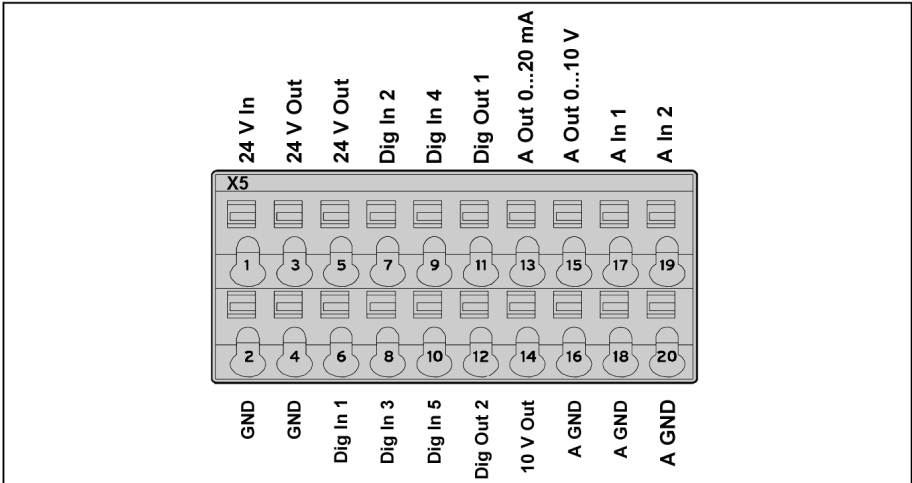 24 V In
24 V Out
24 V Out
Dig In 2
Dig In 4
Dig Out 1
A Out 0...20 mA
A Out 0...10 V
A In 1
A In 2
X5
1 3 5 7 9 11 13 15 17 19
2 4 6 8 10 12 14 16 18 20
GND
GND
Dig In 1
Dig In 3
Dig In 5
Dig Out 2
10 V Out
A GND
A GND
A GND